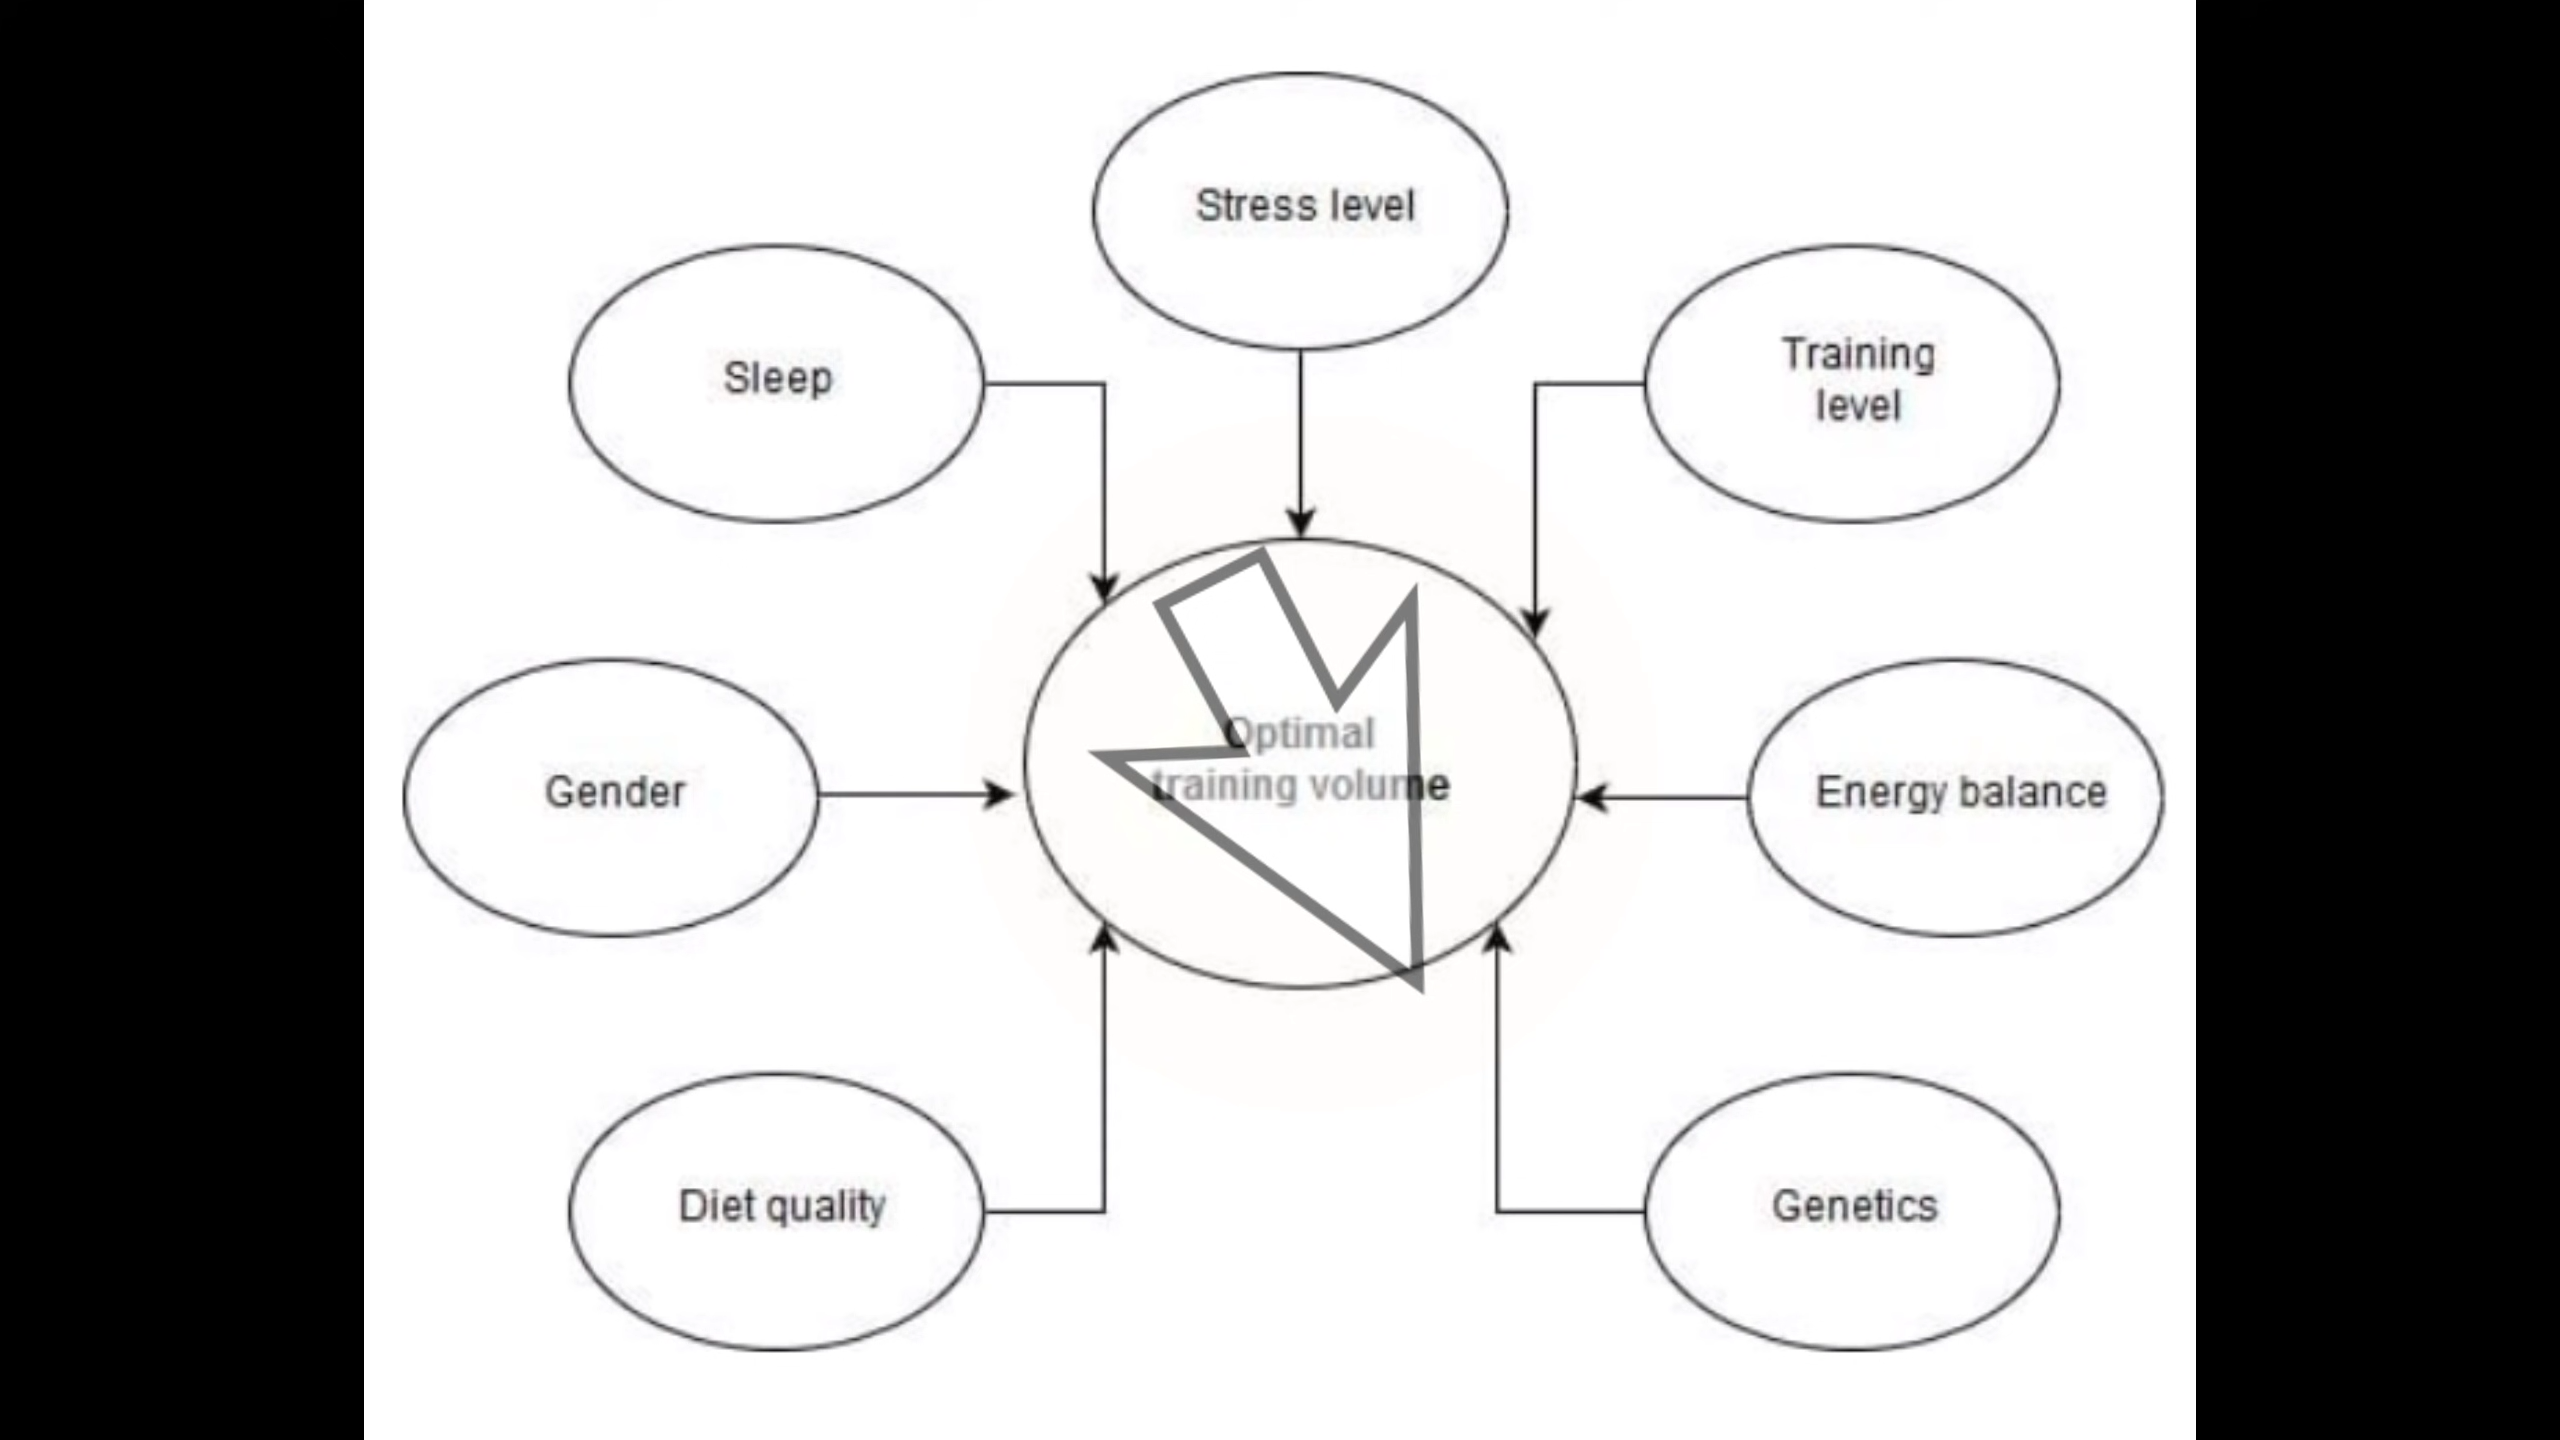 Stress level
Sleep
Training
level
Optimal
training volume
Gender
Energy balance
Diet quality
Genetics